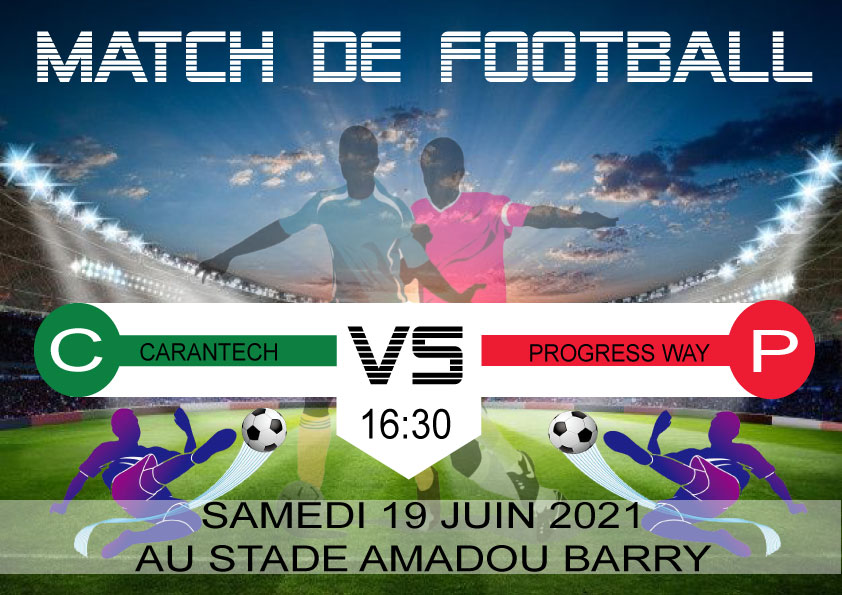 MATCH DE FOOTBALL
C CARANTECH VS PROGRESS WAY P
16:30
SAMEDI 19 JUIN 2021
AU STADE AMADOU BARRY